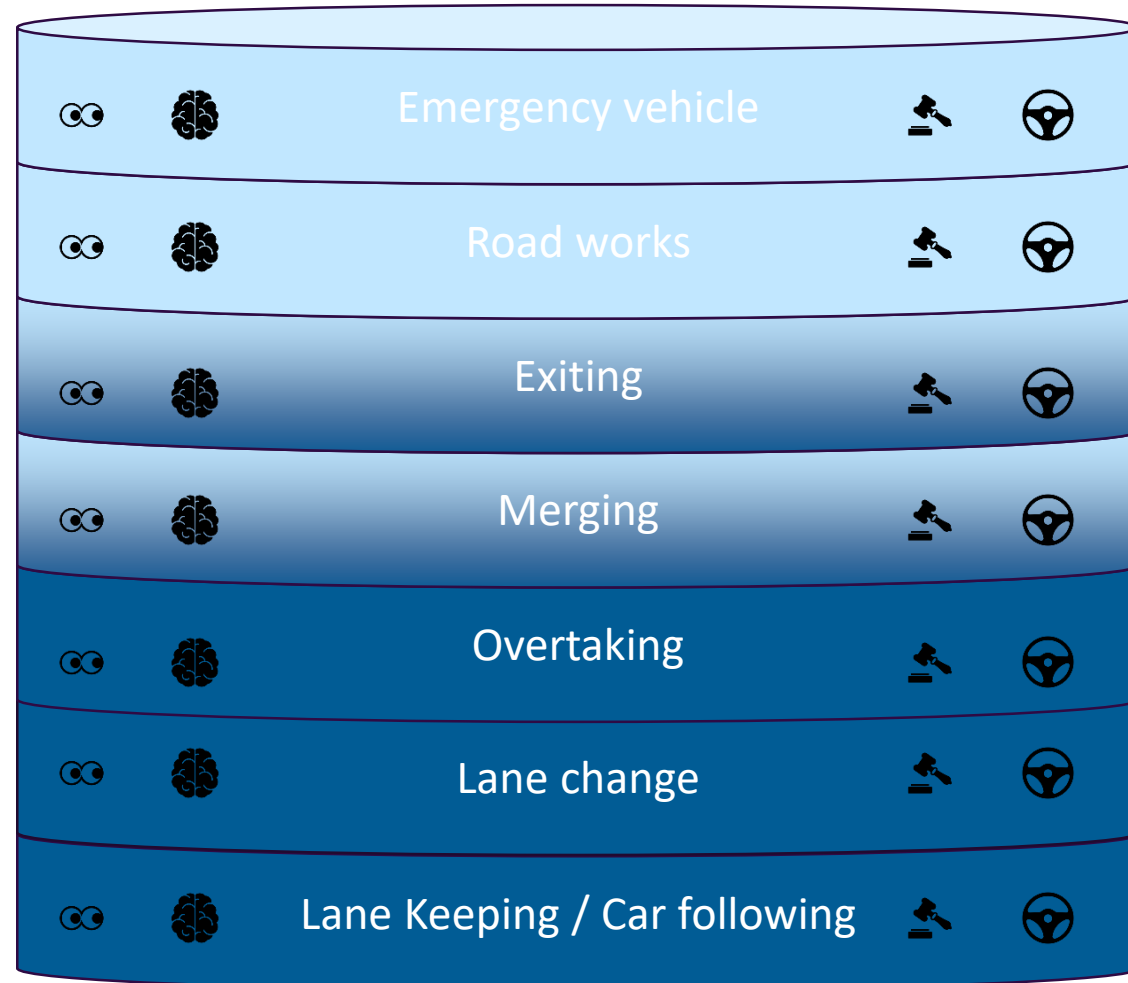 Emergency vehicle
Road works
Exiting
Merging
Overtaking
Lane change
Lane Keeping / Car following